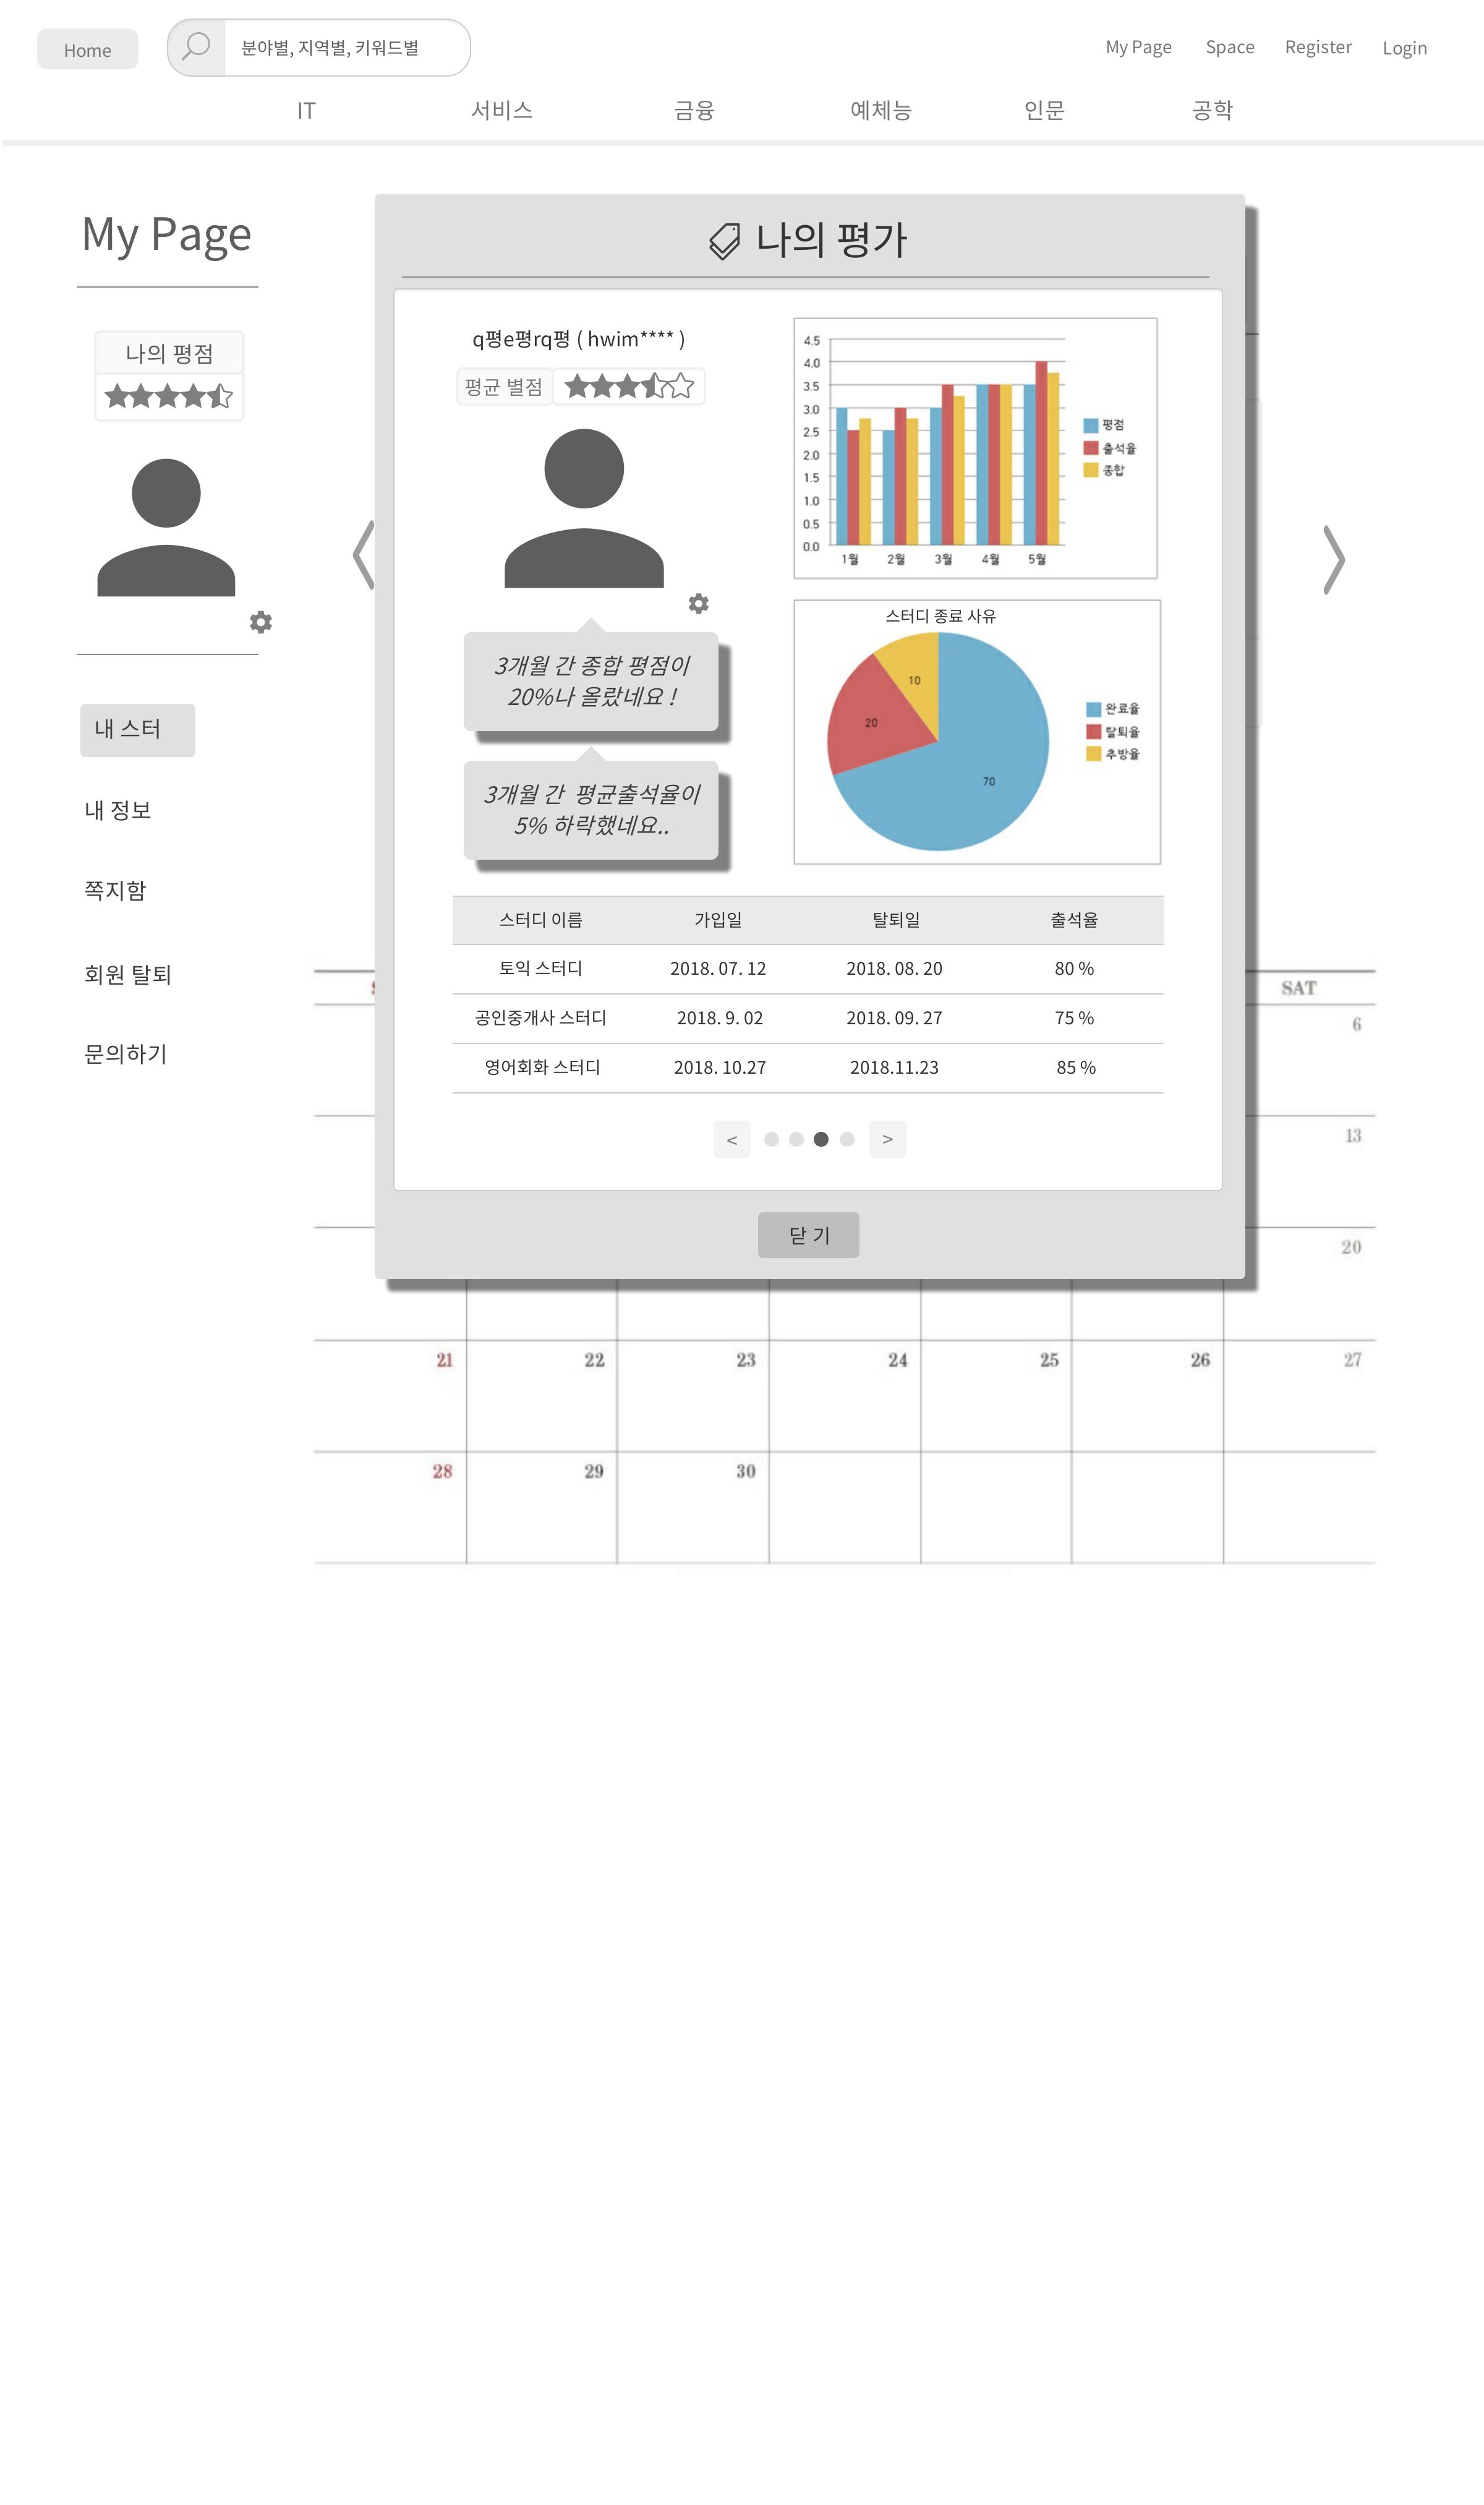 Home
분야별, 지역별, 키워드별
My Page Space Register Login
IT 서비스 금융 예체능 인문 공학
My Page
나의 평점
내 스터
내 정보
쪽지함
회원 탈퇴
문의하기
나의 평가
q평e평rq평 ( hwim**** )
평균 별점
3개월 간 종합 평점이
20%나 올랐네요 !
3개월 간 평균출석율이
5% 하락했네요..
4.5
4.0
3.5
3.0
2.5
2.0
1.5
1.0
0.5
0.0
1월 2월 3월 4월 5월
평점
출석율
종합
스터디 종료 사유
10
20
70
완료율
탈퇴율
추방율
스터디 이름 가입일 탈퇴일 출석율
토익 스터디 2018. 07. 12 2018. 08. 20 80 %
공인중개사 스터디 2018. 9. 02 2018. 09. 27 75 %
영어회화 스터디 2018. 10.27 2018.11.23 85 %
< >
닫 기
SAT
6
13
20
21 22 23 24 25 26 27
28 29 30